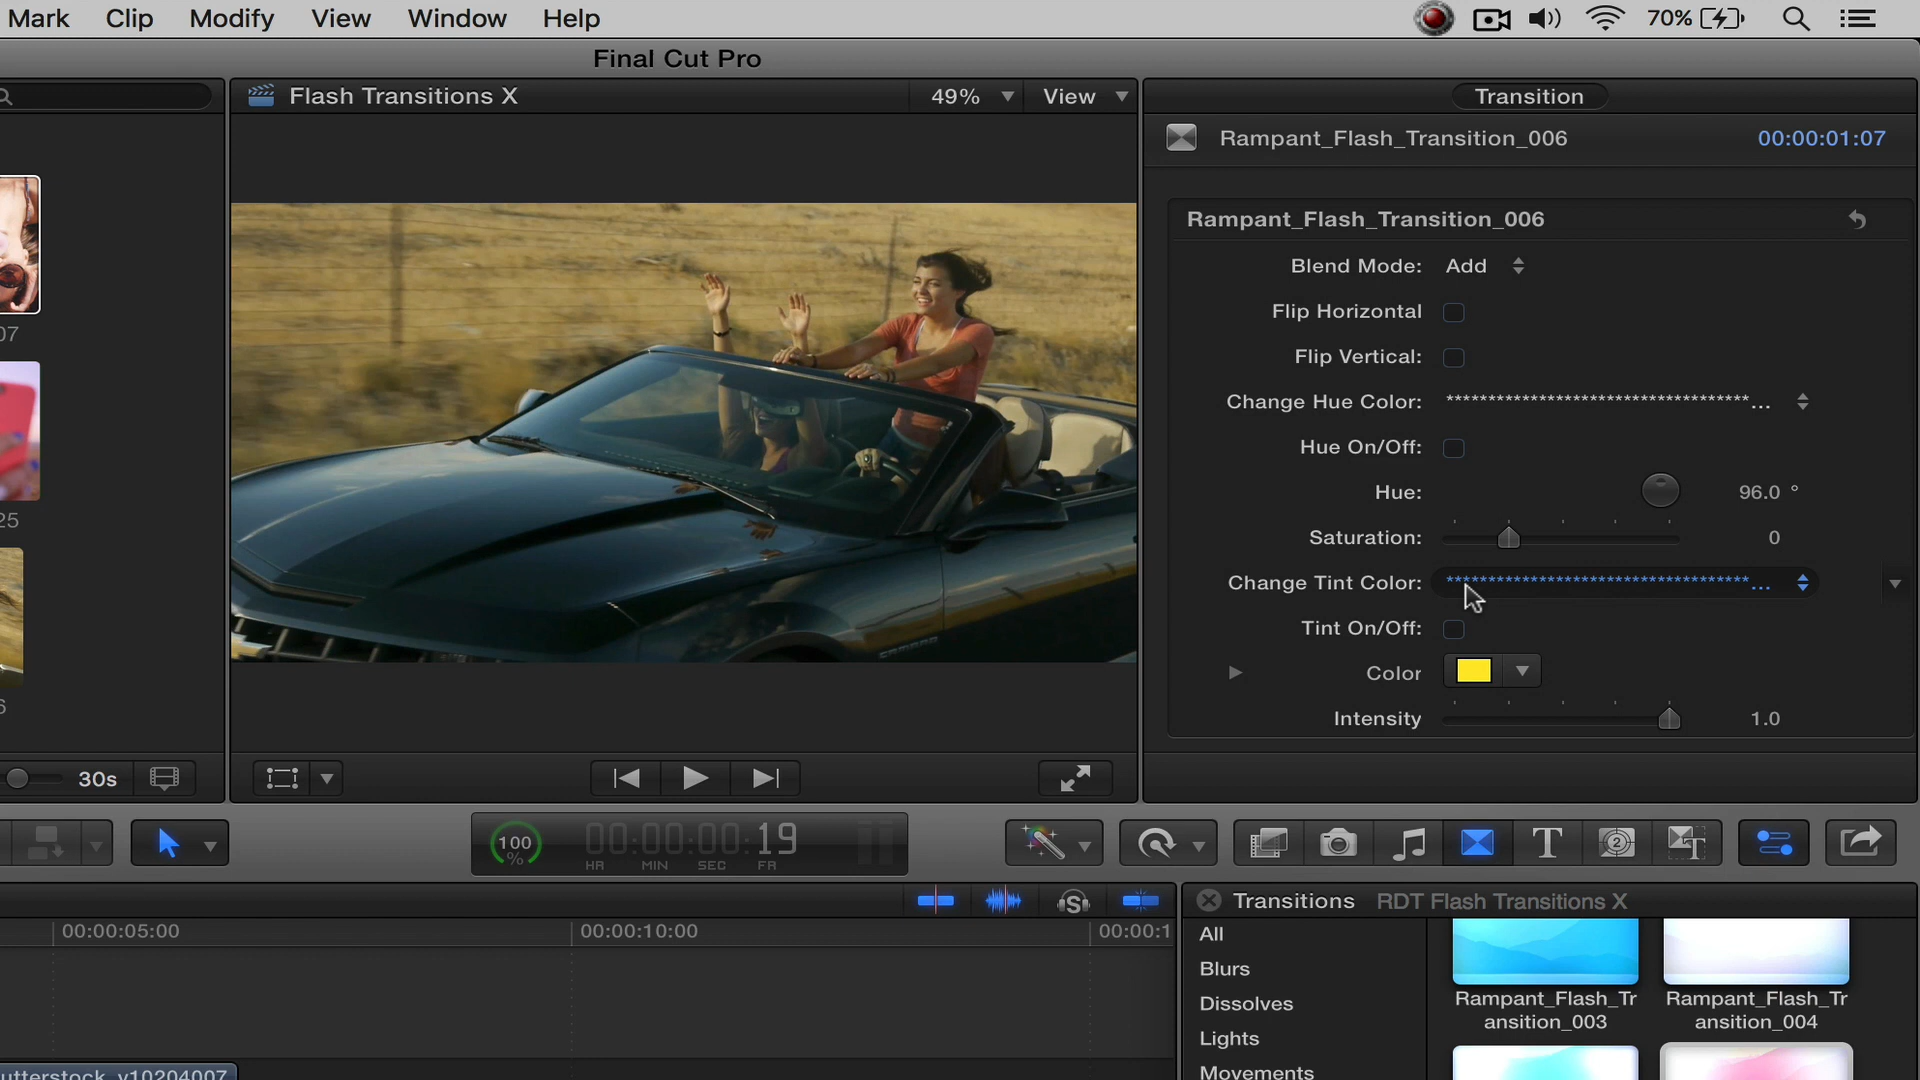 Mark Clip Modify View Window Help 70%
Final Cut Pro
Flash Transitions X 49% View Transition
Rampant_Flash_Transition_006 00:00:01:07
Rampant_Flash_Transition_006
Blend Mode: Add
Flip Horizontal
07
Flip Vertical:
Change Hue Color: ************************************...
Hue On/Off:
Hue: 96.0 °
25
Saturation: 0
Change Tint Color: ************************************...
Tint On/Off:
Color
6
Intensity 1.0
30s
100 % 00:00:00:19
HR MIN SEC FR
Transitions RDT Flash Transitions X
00:00:05:00 00:00:10:00 00:00:1
All
Blurs
Dissolves
Lights
Movements
Rampant_Flash_Tr
ansition_003
Rampant_Flash_Tr
ansition_004
utterstock_v10204007